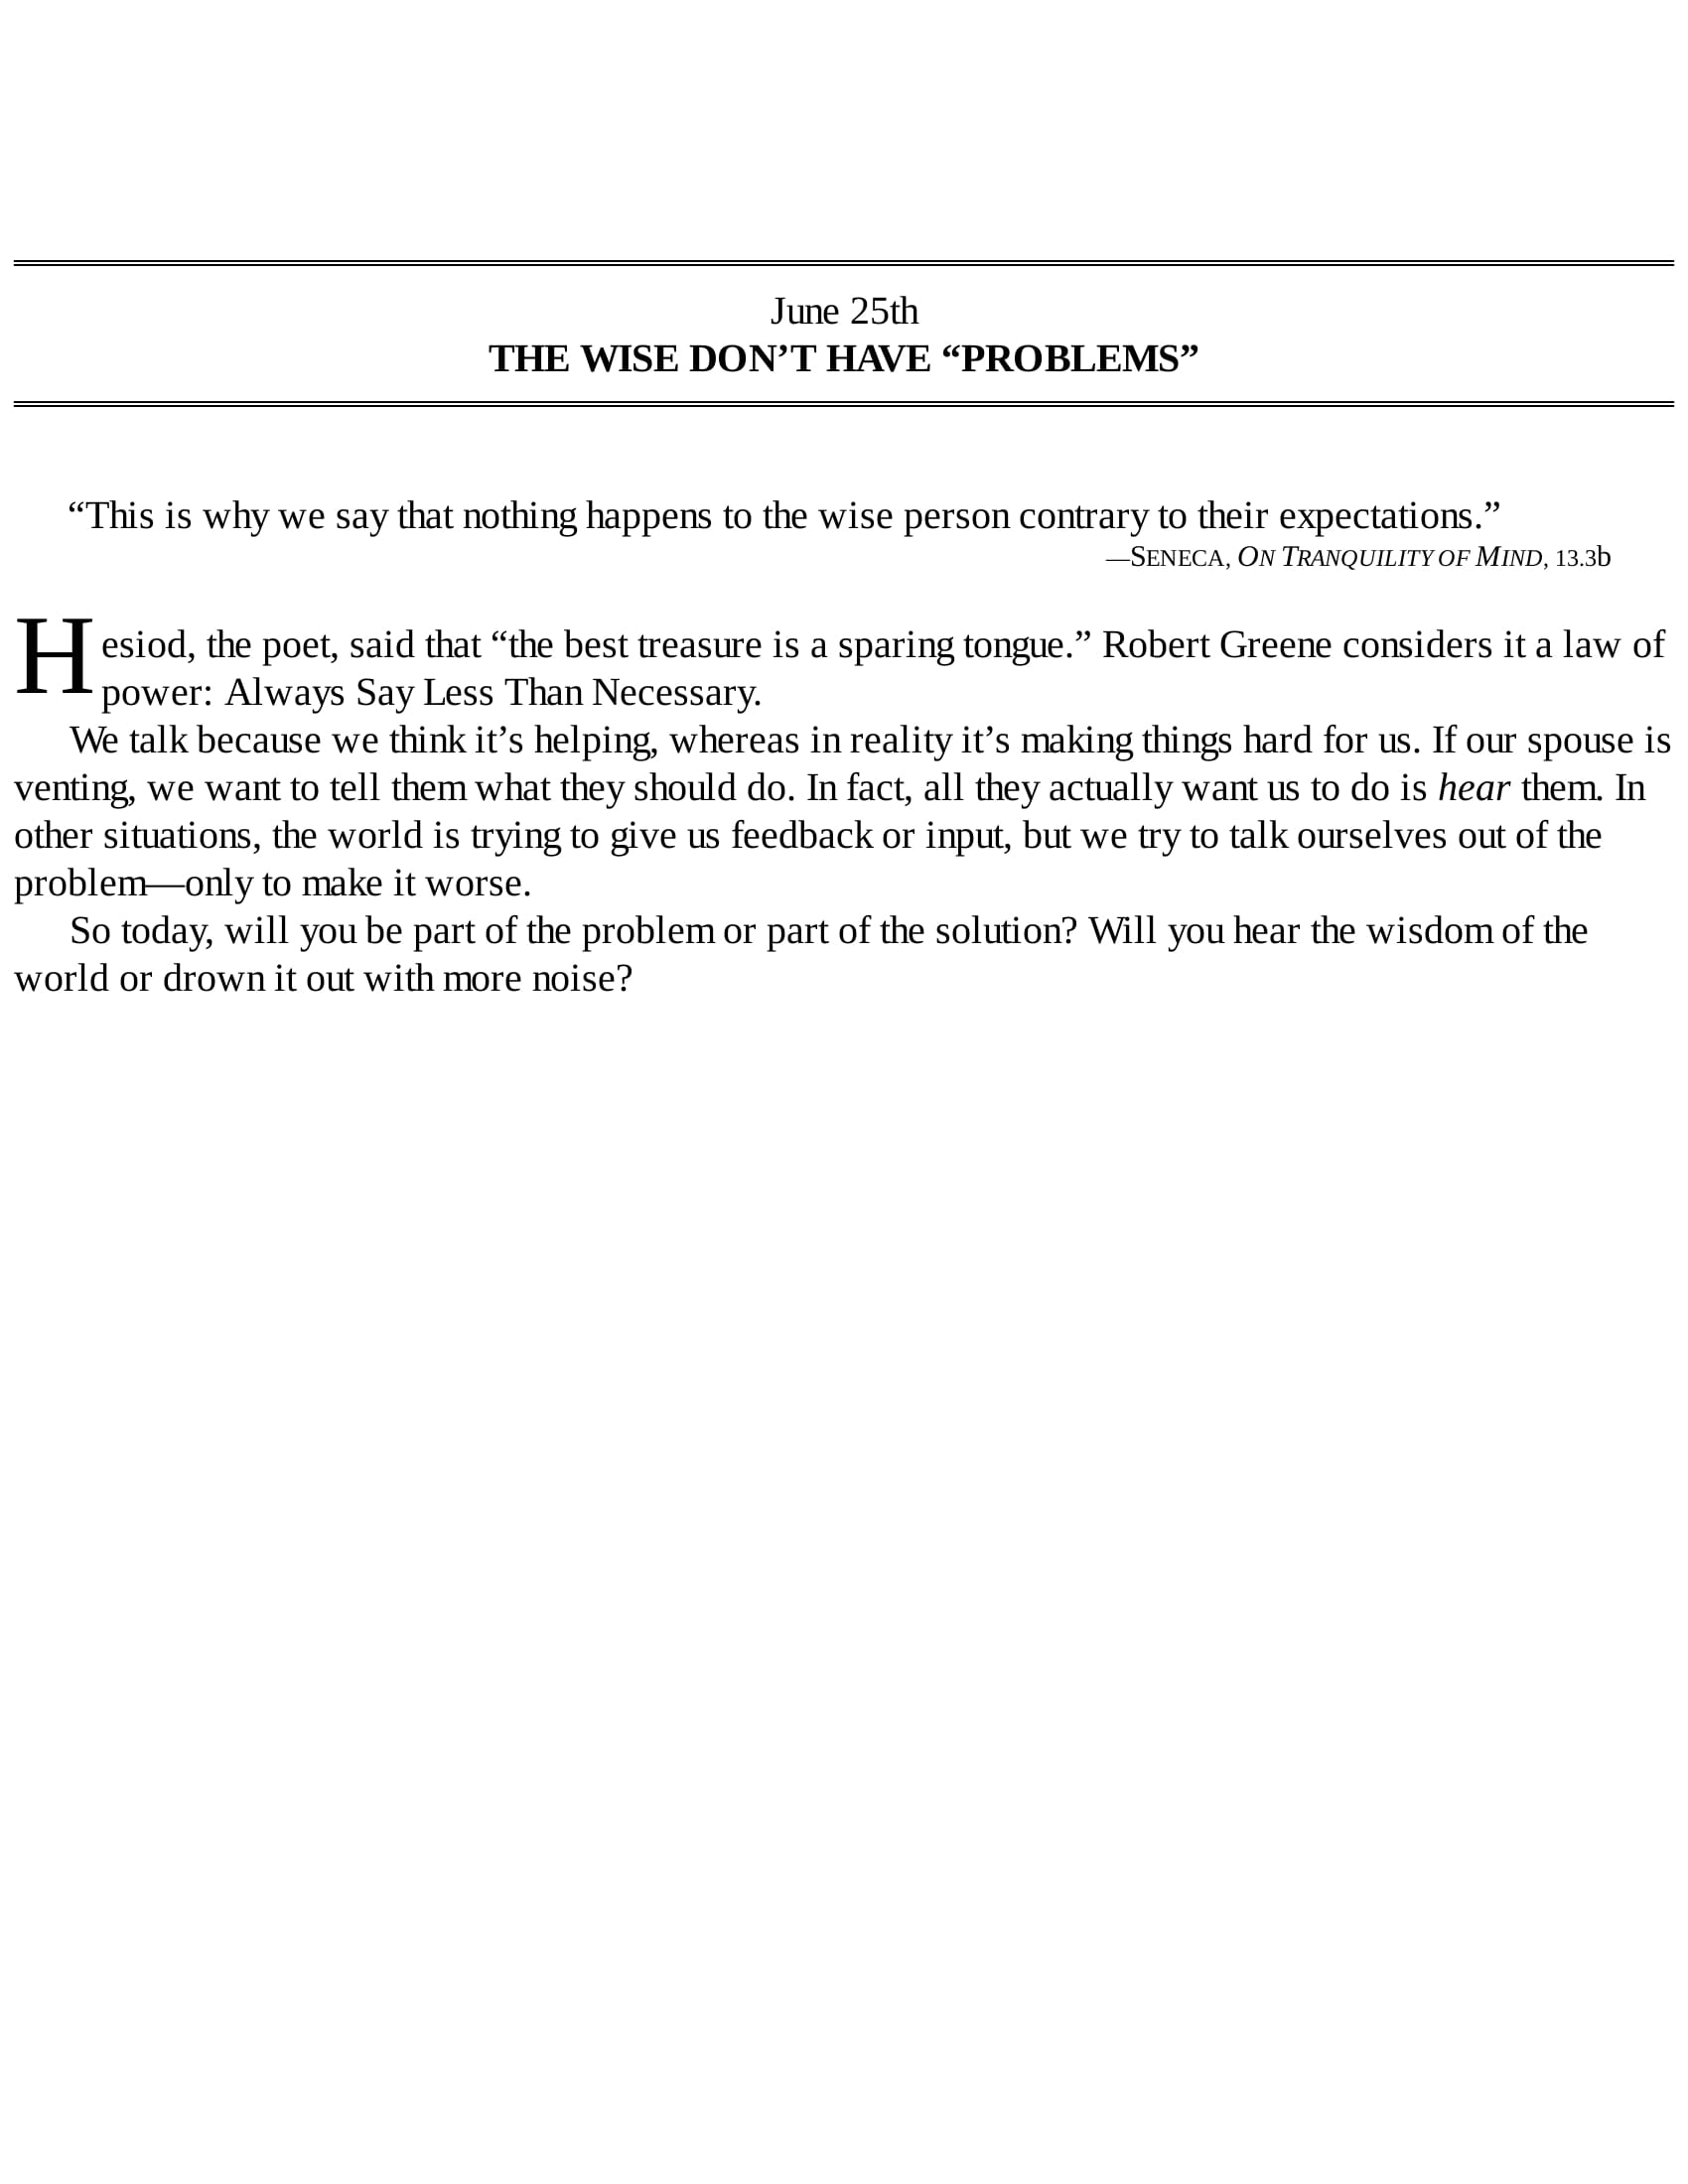 June 25th
THE WISE DON’T HAVE “PROBLEMS”
“This is why we say that nothing happens to the wise person contrary to their expectations.”
—SENECA, ON TRANQUILITY OF MIND, 13.3b
Hesiod, the poet, said that “the best treasure is a sparing tongue.” Robert Greene considers it a law of
power: Always Say Less Than Necessary.
We talk because we think it’s helping, whereas in reality it’s making things hard for us. If our spouse is
venting, we want to tell them what they should do. In fact, all they actually want us to do is hear them. In
other situations, the world is trying to give us feedback or input, but we try to talk ourselves out of the
problem—only to make it worse.
So today, will you be part of the problem or part of the solution? Will you hear the wisdom of the
world or drown it out with more noise?